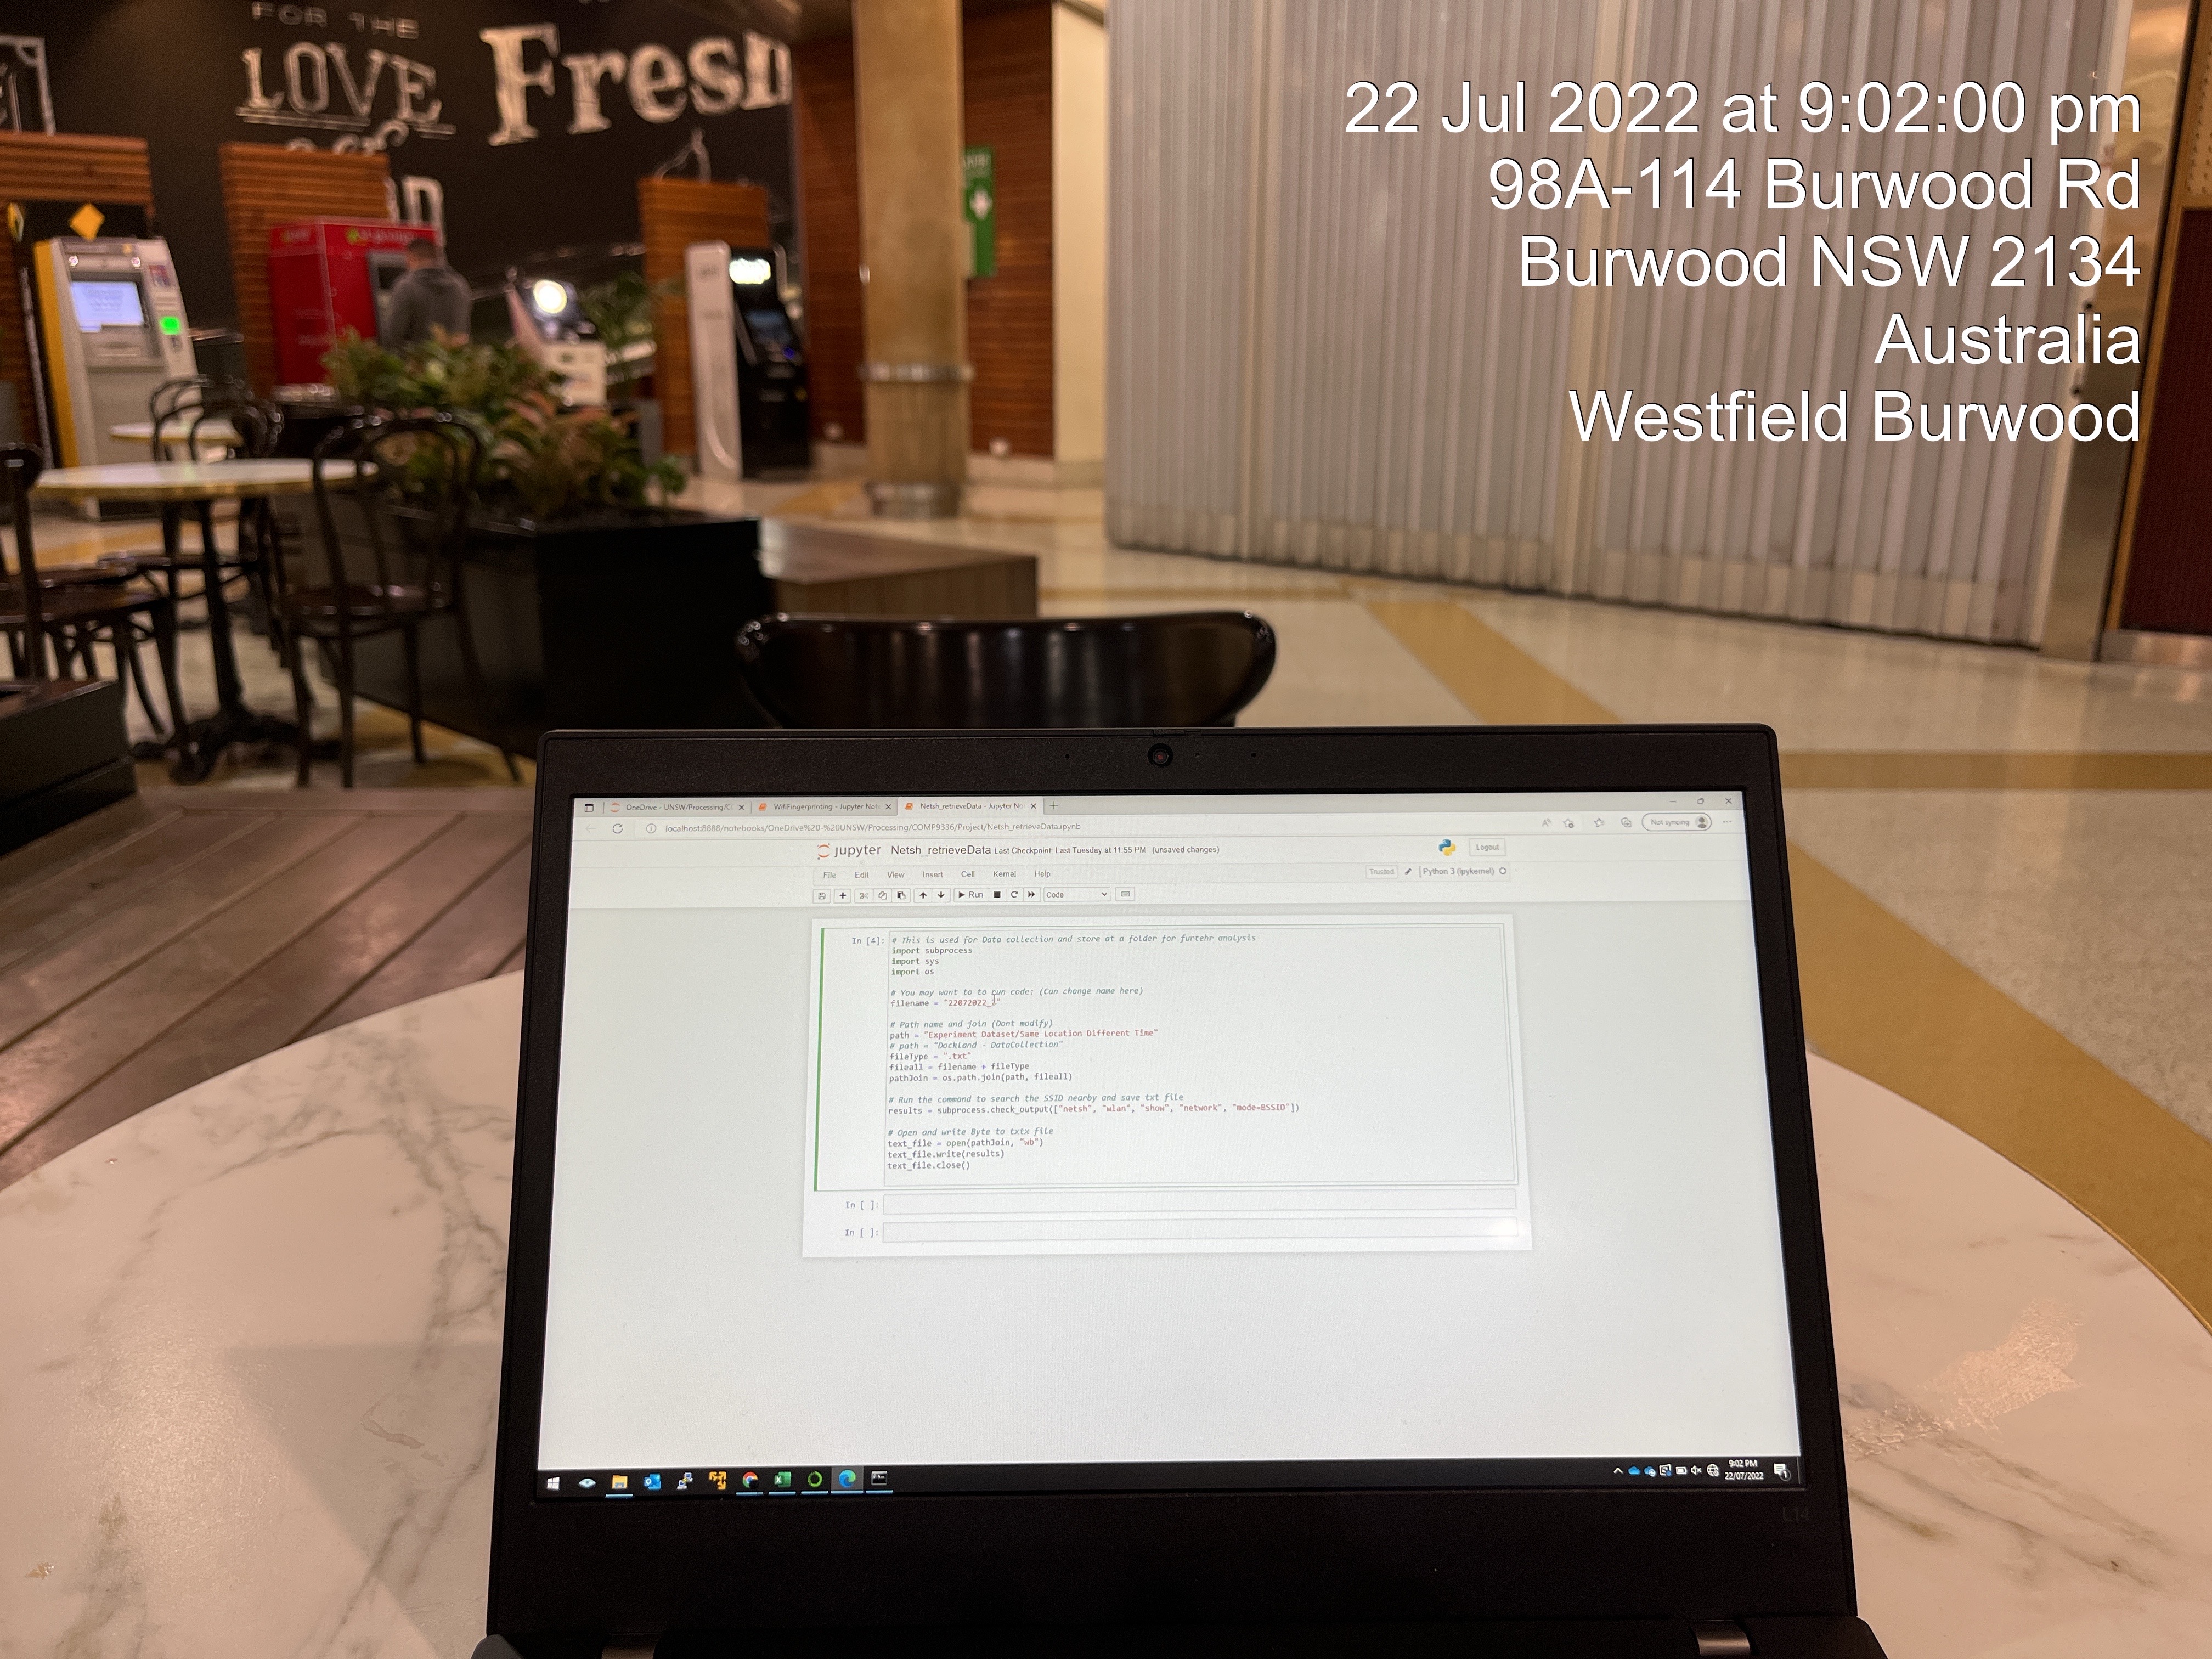 FOR THE
LOVE
Fresh
22 Jul 2022 at 9:02:00 pm
98A-114 Burwood Rd
Burwood NSW 2134
Australia
Westfield Burwood
OneDrive - UNSW/Processing/C
WifiFingerprinting - Jupyter Not
Netsh_retrieveData - Jupyter No
localhost:8888/notebooks/OneDrive%20-%20UNSW/Processing/COMP9336/Project/Netsh_retrieveData.ipynb
Not syncing
jupyter Netsh_retrieveData Last Checkpoint: Last Tuesday at 11:55 PM (unsaved changes)
Logout
File Edit View Insert Cell Kernel Help
Trusted
Python 3 (ipykernel)
Run
Code
In [4]:
# This is used for Data collection and store at a folder for furtehr analysis
import subprocess
import sys
import os
# You may want to to run code: (Can change name here)
filename = "22072022_2"
# Path name and join (Dont modify)
path = "Experiment Dataset/Same Location Different Time"
# path = "Dockland - DataCollection"
fileType = ".txt"
fileall = filename + fileType
pathJoin = os.path.join(path, fileall)
# Run the command to search the SSID nearby and save txt file
results = subprocess.check_output(["netsh", "wlan", "show", "network", "mode=BSSID"])
# Open and write Byte to txtx file
text_file = open(pathJoin, "wb")
text_file.write(results)
text_file.close()
In [ ]:
In [ ]:
9:02 PM
22/07/2022
L14